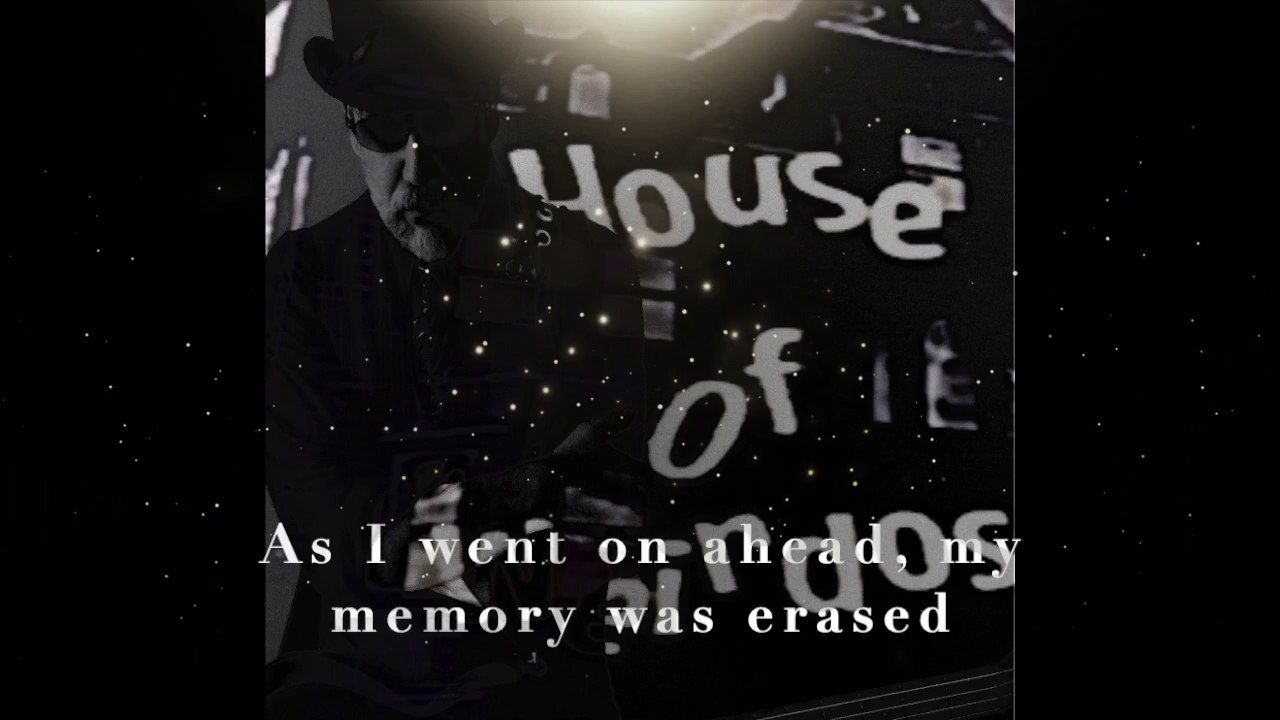 House
of
As I went on ahead, my
memory was erased